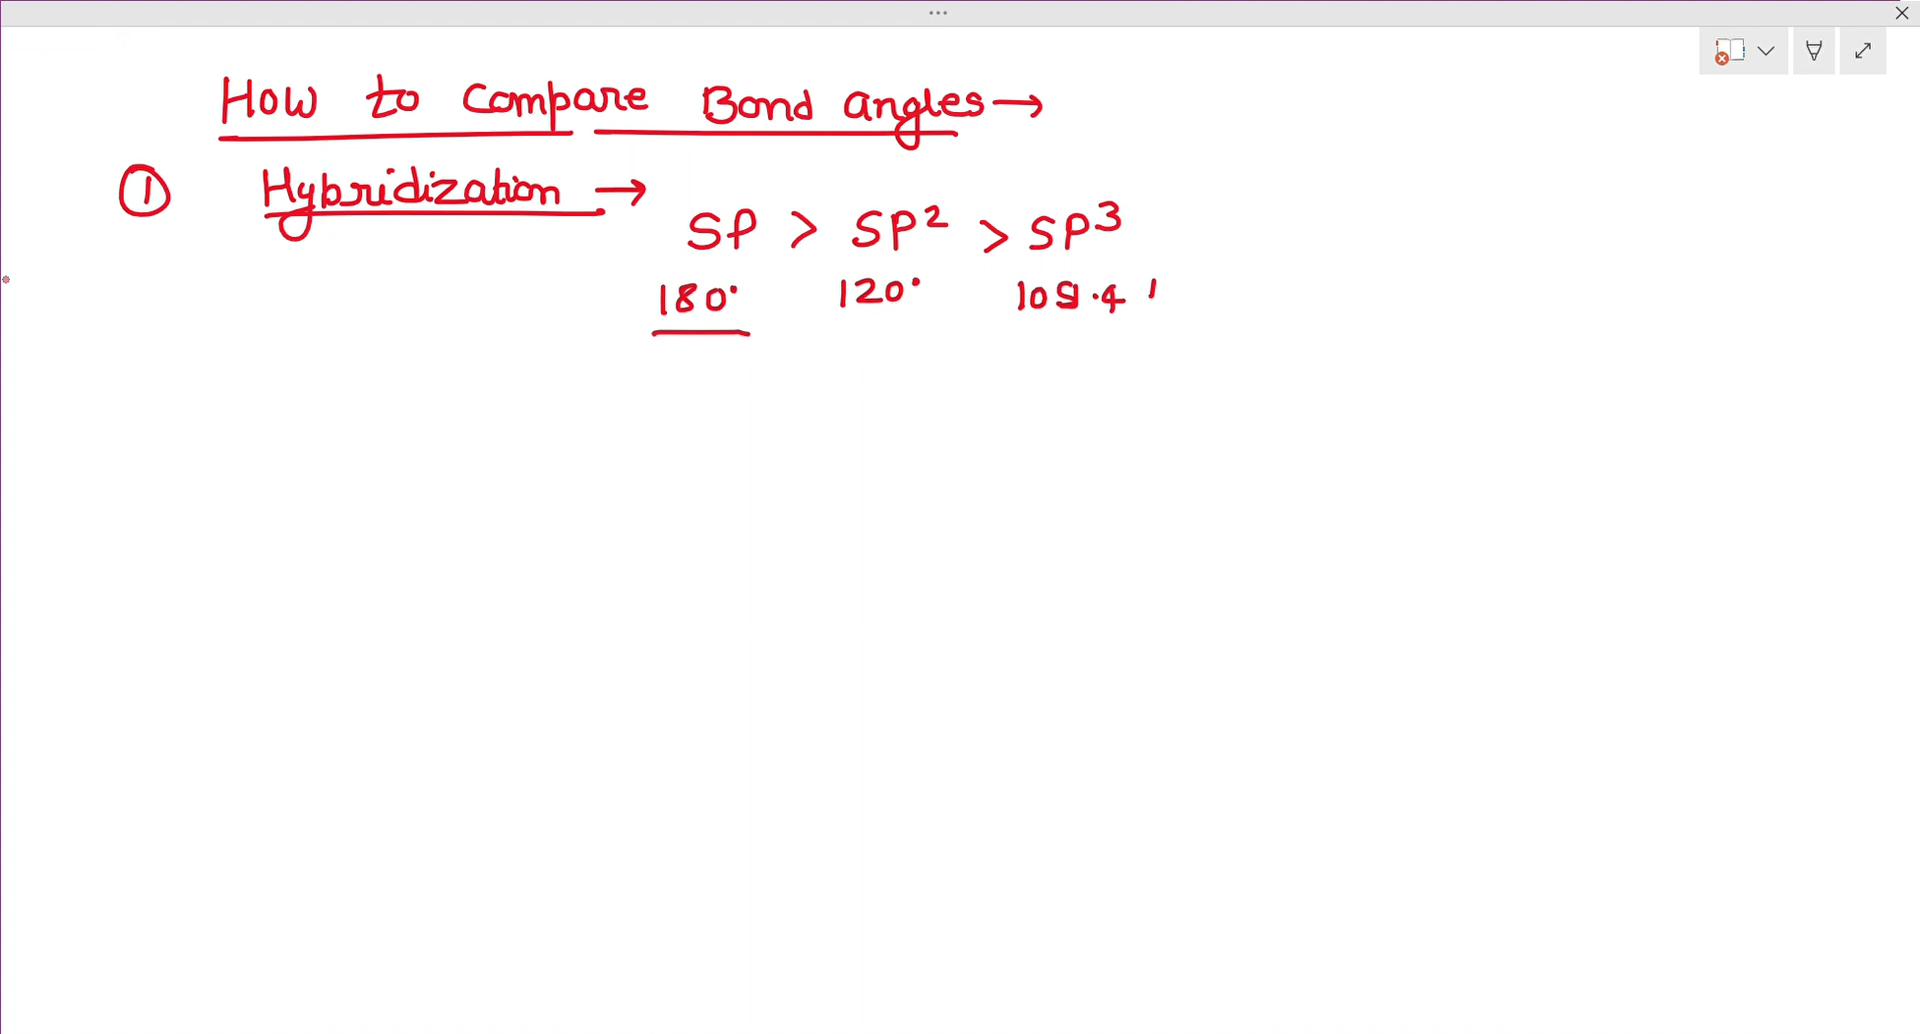 How to compare Bond angles→
① Hybridization →
SP > SP² > SP³
180° 120° 109.4 '